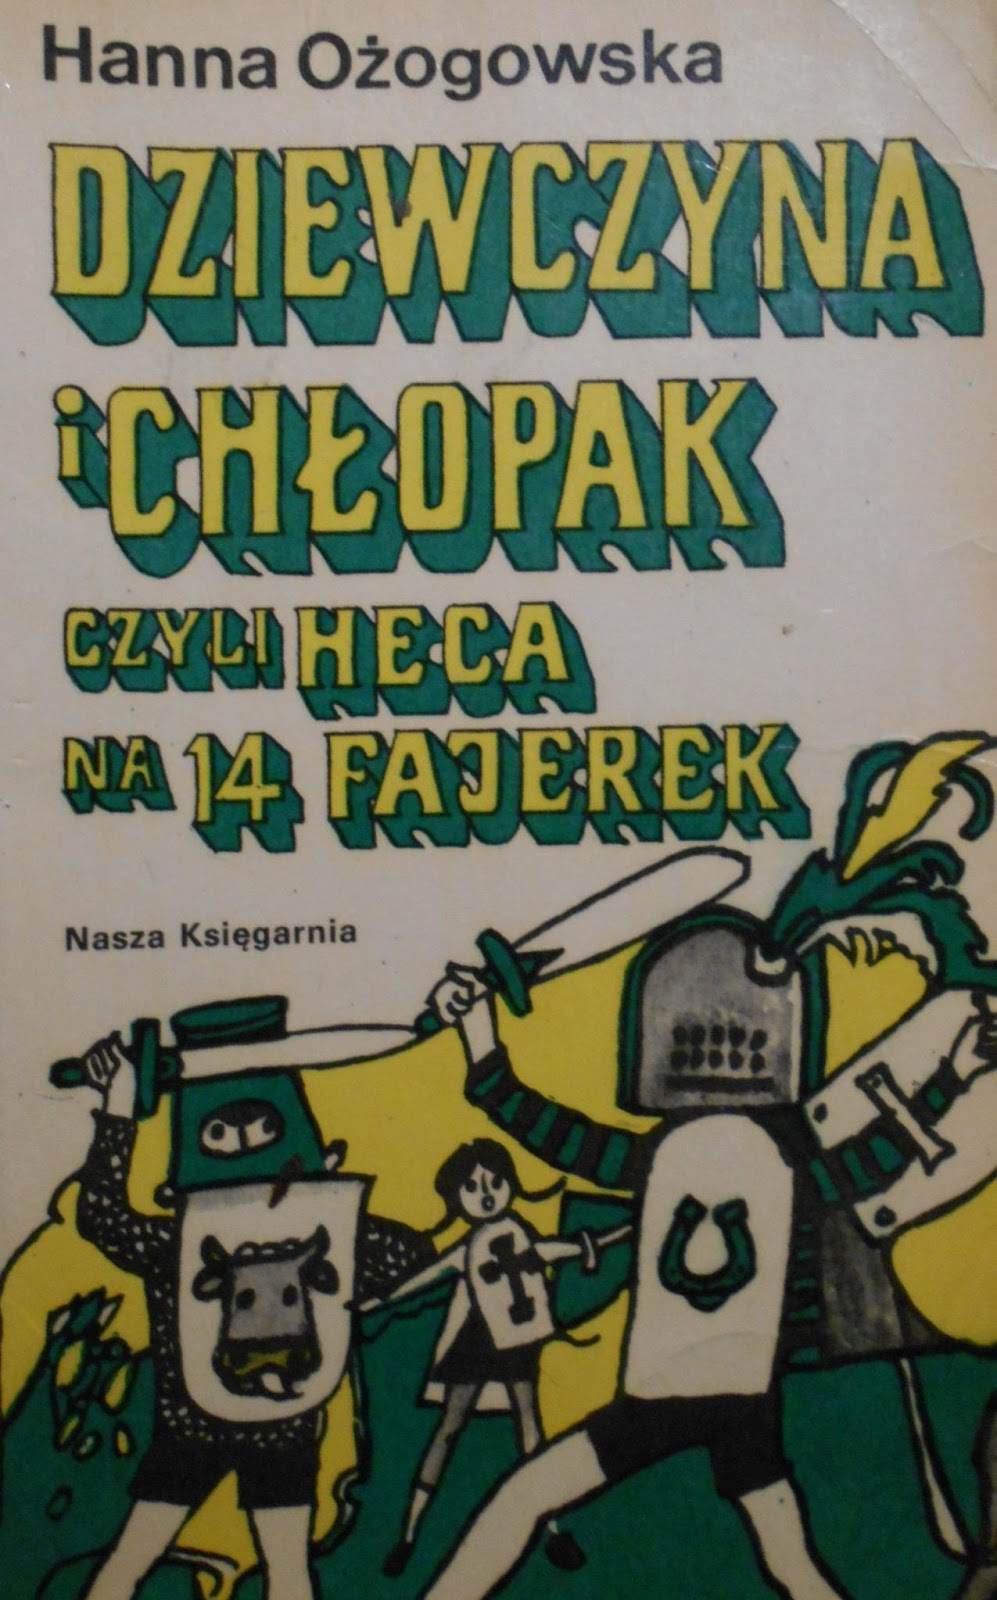 Hanna Ożogowska
DZIEWCZYNA
i CHŁOPAK
CZYLI HECA
NA 14 FAJEREK
Nasza Księgarnia